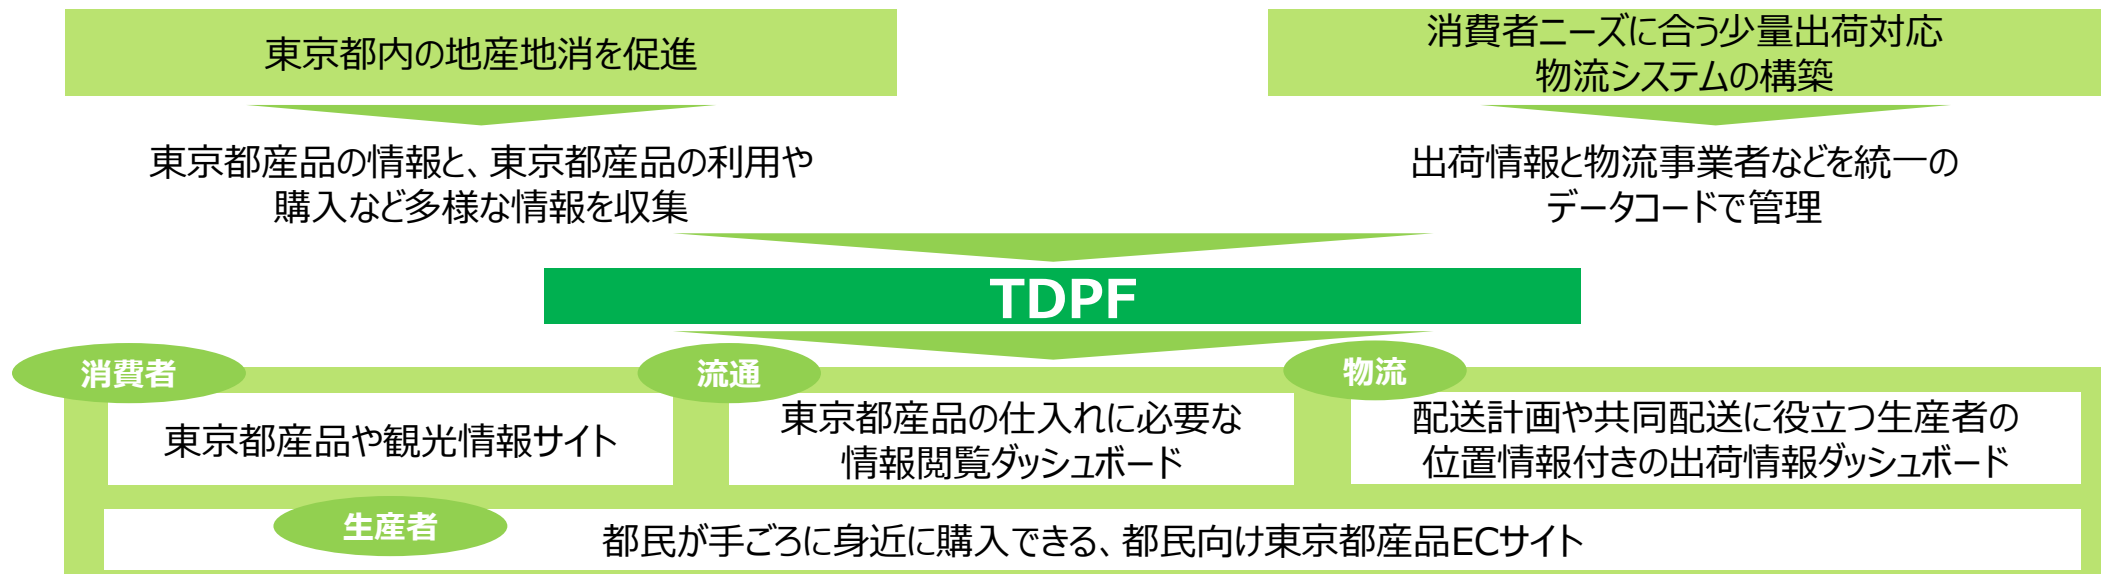 東京都内の地産地消を促進
消費者ニーズに合う少量出荷対応
物流システムの構築
東京都産品の情報と、東京都産品の利用や
購入など多様な情報を収集
出荷情報と物流事業者などを統一の
データコードで管理
TDPF
消費者
東京都産品や観光情報サイト
流通
東京都産品の仕入れに必要な
情報閲覧ダッシュボード
物流
配送計画や共同配送に役立つ生産者の
位置情報付きの出荷情報ダッシュボード
生産者
都民が手ごろに身近に購入できる、都民向け東京都産品ECサイト